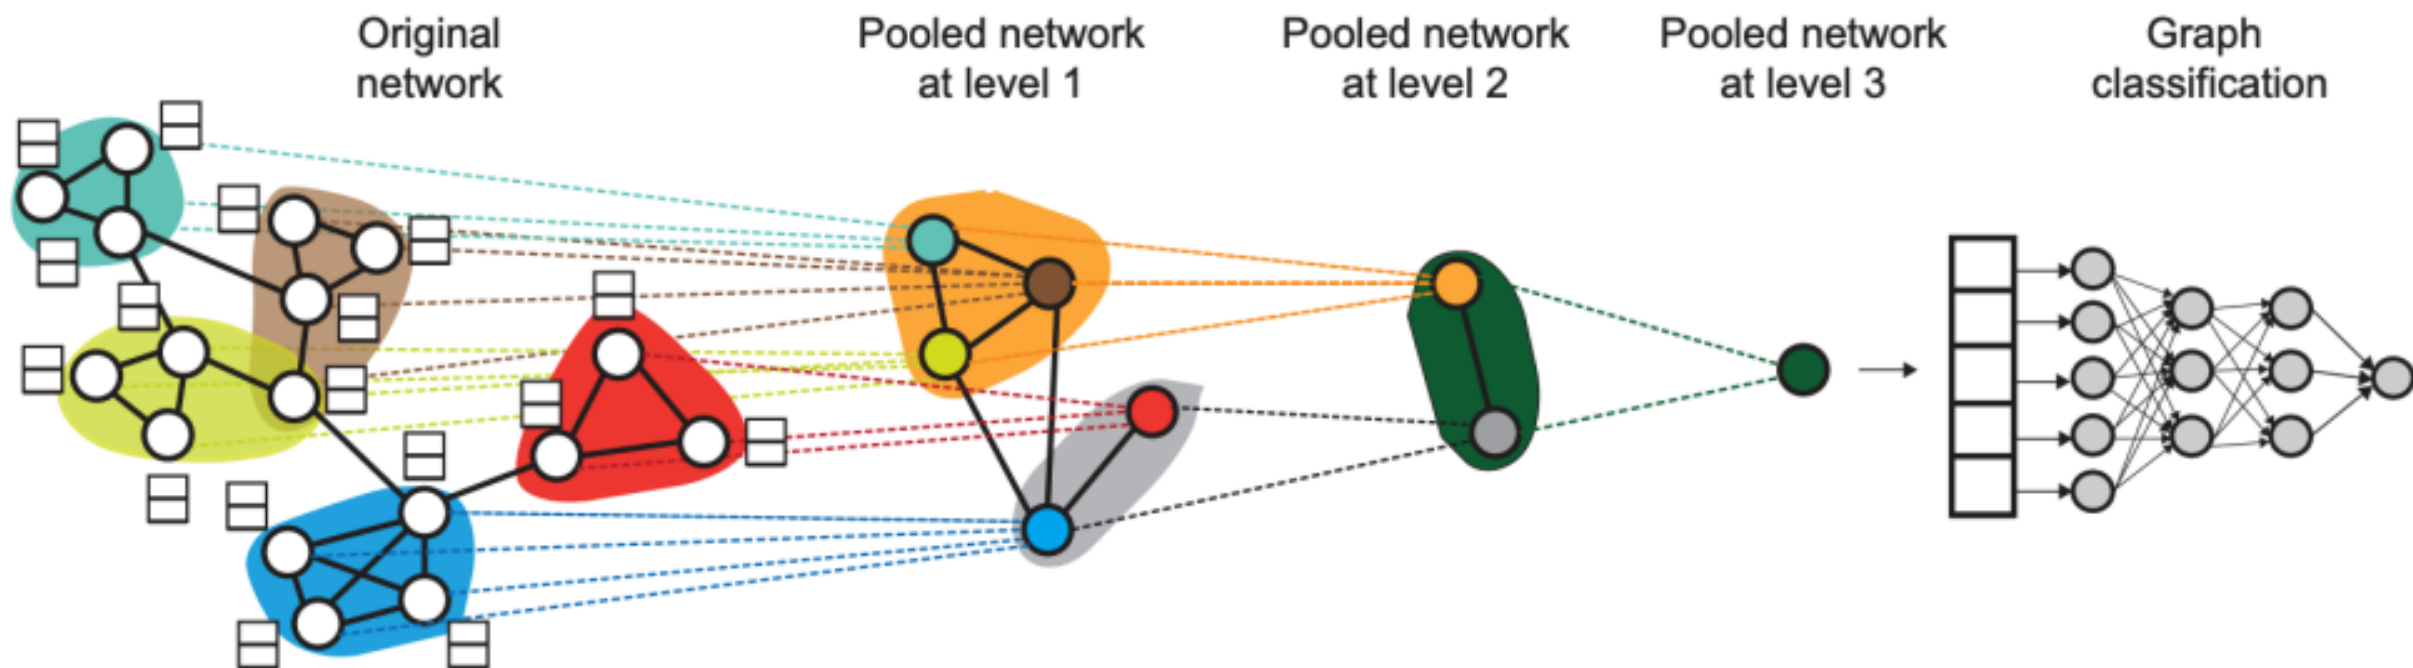 Original
network
Pooled network
at level 1
Pooled network
at level 2
Pooled network
at level 3
Graph
classification